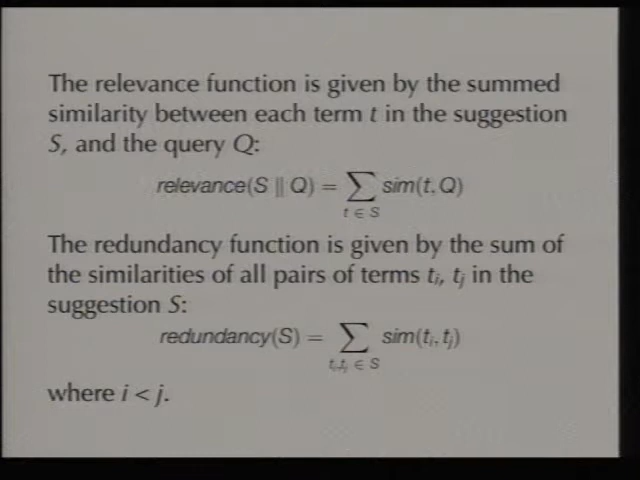 The relevance function is given by the summed
similarity between each term t in the suggestion
S, and the query Q:
relevance(S || Q) = ∑ sim(t, Q)
t ∈ S
The redundancy function is given by the sum of
the similarities of all pairs of terms ti, tj in the
suggestion S:
redundancy(S) = ∑ sim(ti, tj)
ti,tj ∈ S
where i < j.